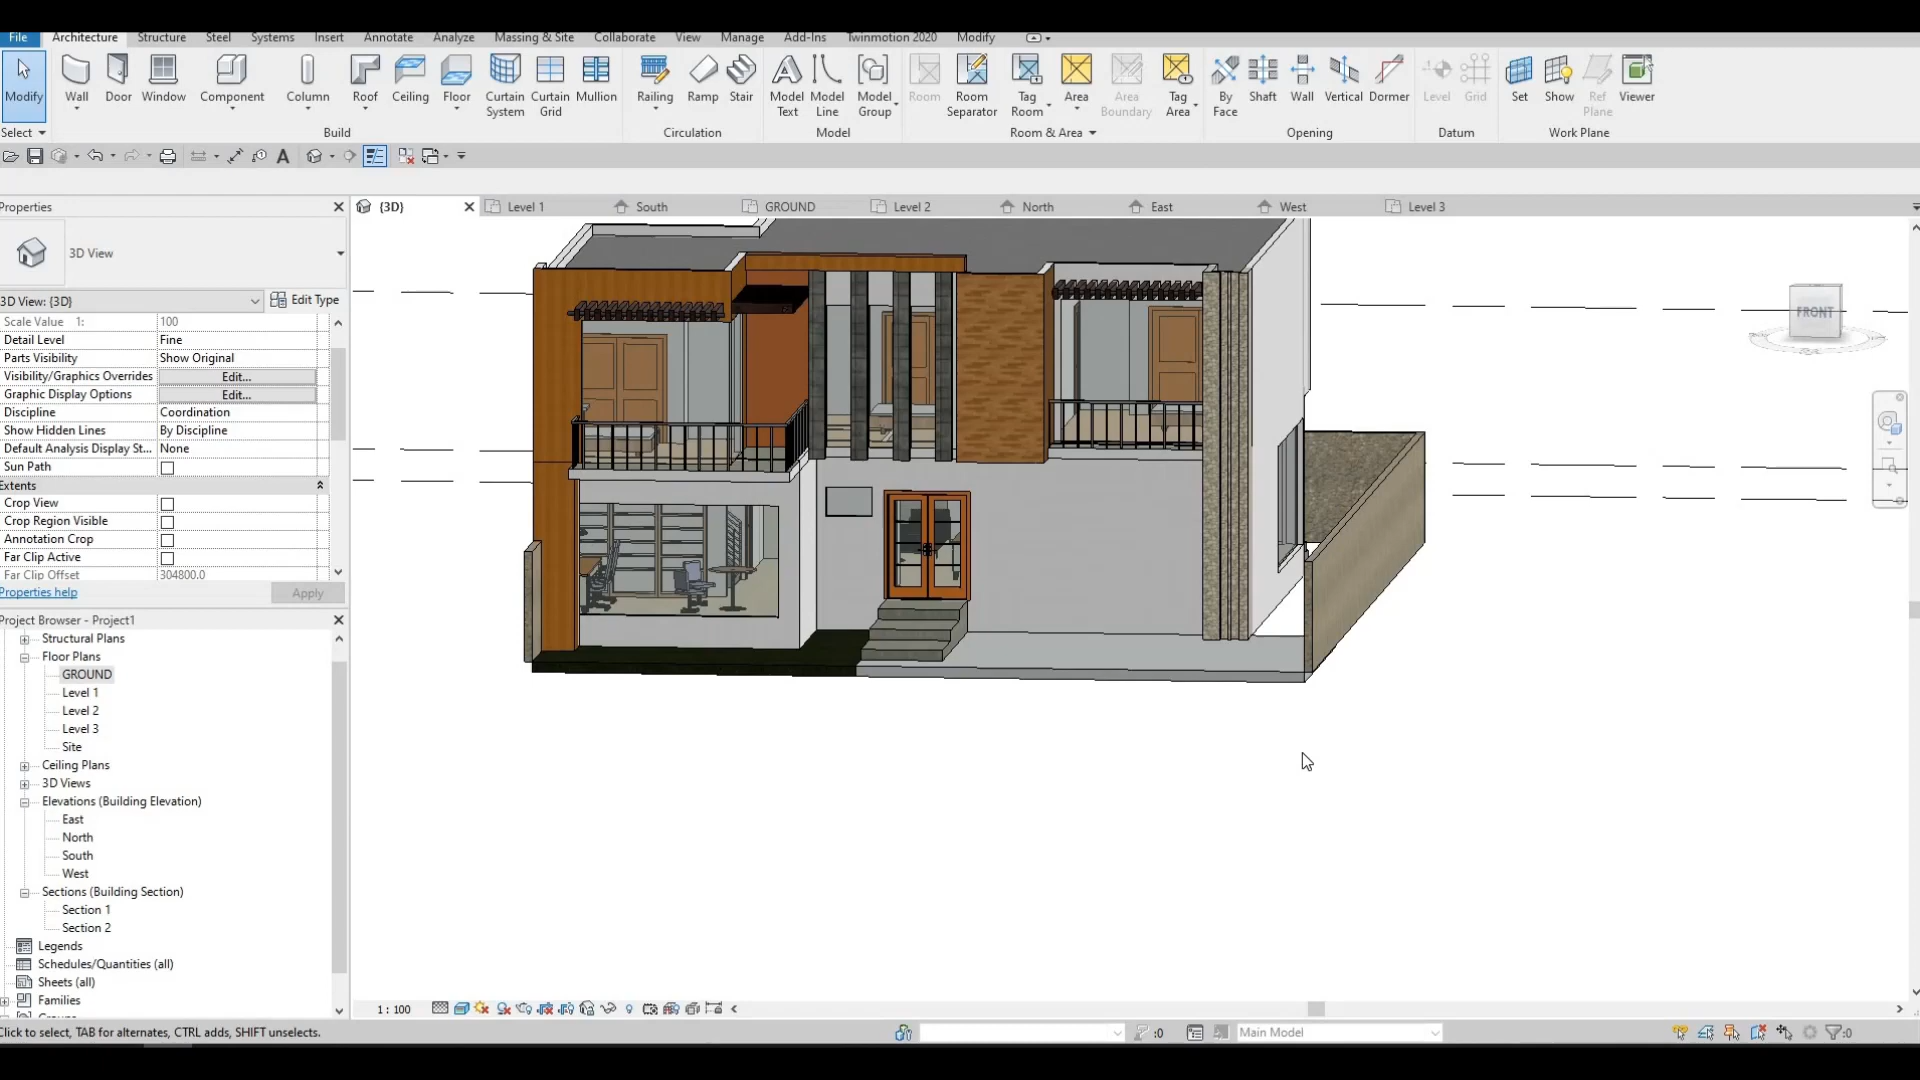 File Architecture Structure Steel Systems Insert Annotate Analyze Massing & Site Collaborate View Manage Add-Ins Twinmotion 2020 Modify
Modify Wall Door Window Component Column Roof Ceiling Floor Curtain System Curtain Grid Mullion Railing Ramp Stair Model Text Model Line Model Group Room Room Separator Tag Room Area Area Boundary Tag Area By Face Shaft Wall Vertical Dormer Level Grid Set Show Ref Plane Viewer
Select Build Circulation Model Room & Area Opening Datum Work Plane
Properties
{3D} Level 1 South GROUND Level 2 North East West Level 3
3D View
3D View: {3D} Edit Type
Scale Value 1: 100
Detail Level Fine
Parts Visibility Show Original
Visibility/Graphics Overrides Edit...
Graphic Display Options Edit...
Discipline Coordination
Show Hidden Lines By Discipline
Default Analysis Display St... None
Sun Path
Extents
Crop View
Crop Region Visible
Annotation Crop
Far Clip Active
Far Clip Offset 304800.0
Properties help Apply
FRONT
Project Browser - Project1
Structural Plans
Floor Plans
GROUND
Level 1
Level 2
Level 3
Site
Ceiling Plans
3D Views
Elevations (Building Elevation)
East
North
South
West
Sections (Building Section)
Section 1
Section 2
Legends
Schedules/Quantities (all)
Sheets (all)
Families
1 : 100
Click to select, TAB for alternates, CTRL adds, SHIFT unselects.
:0 Main Model :0